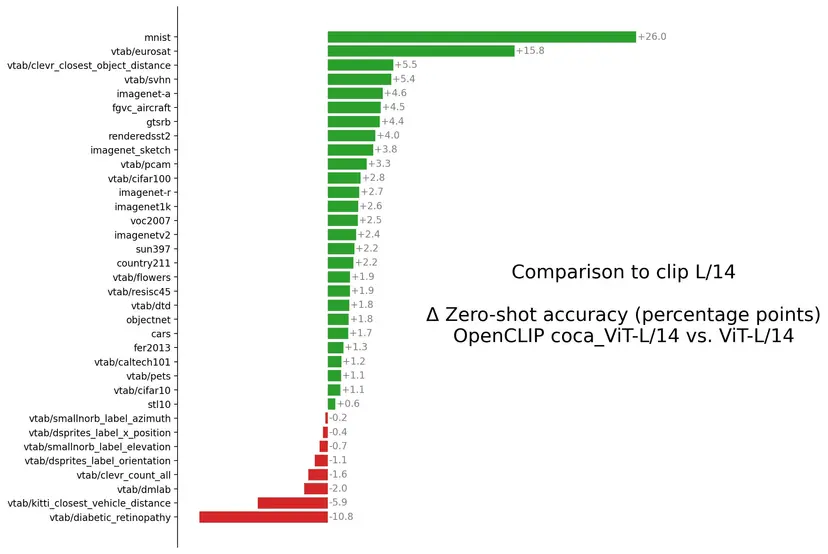 mnist +26.0
vtab/eurosat +15.8
vtab/clevr_closest_object_distance +5.5
vtab/svhn +5.4
imagenet-a +4.6
fgvc_aircraft +4.5
gtsrb +4.4
renderedsst2 +4.0
imagenet_sketch +3.8
vtab/pcam +3.3
vtab/cifar100 +2.8
imagenet-r +2.7
imagenet1k +2.6
voc2007 +2.5
imagenetv2 +2.4
sun397 +2.2
country211 +2.2
vtab/flowers +1.9
vtab/resisc45 +1.9
vtab/dtd +1.8
objectnet +1.8
cars +1.7
fer2013 +1.3
vtab/caltech101 +1.2
vtab/pets +1.1
vtab/cifar10 +1.1
stl10 +0.6
vtab/smallnorb_label_azimuth -0.2
vtab/dsprites_label_x_position -0.4
vtab/smallnorb_label_elevation -0.7
vtab/dsprites_label_orientation -1.1
vtab/clevr_count_all -1.6
vtab/dmlab -2.0
vtab/kitti_closest_vehicle_distance -5.9
vtab/diabetic_retinopathy -10.8
Comparison to clip L/14
Δ Zero-shot accuracy (percentage points)
OpenCLIP coca_ViT-L/14 vs. ViT-L/14